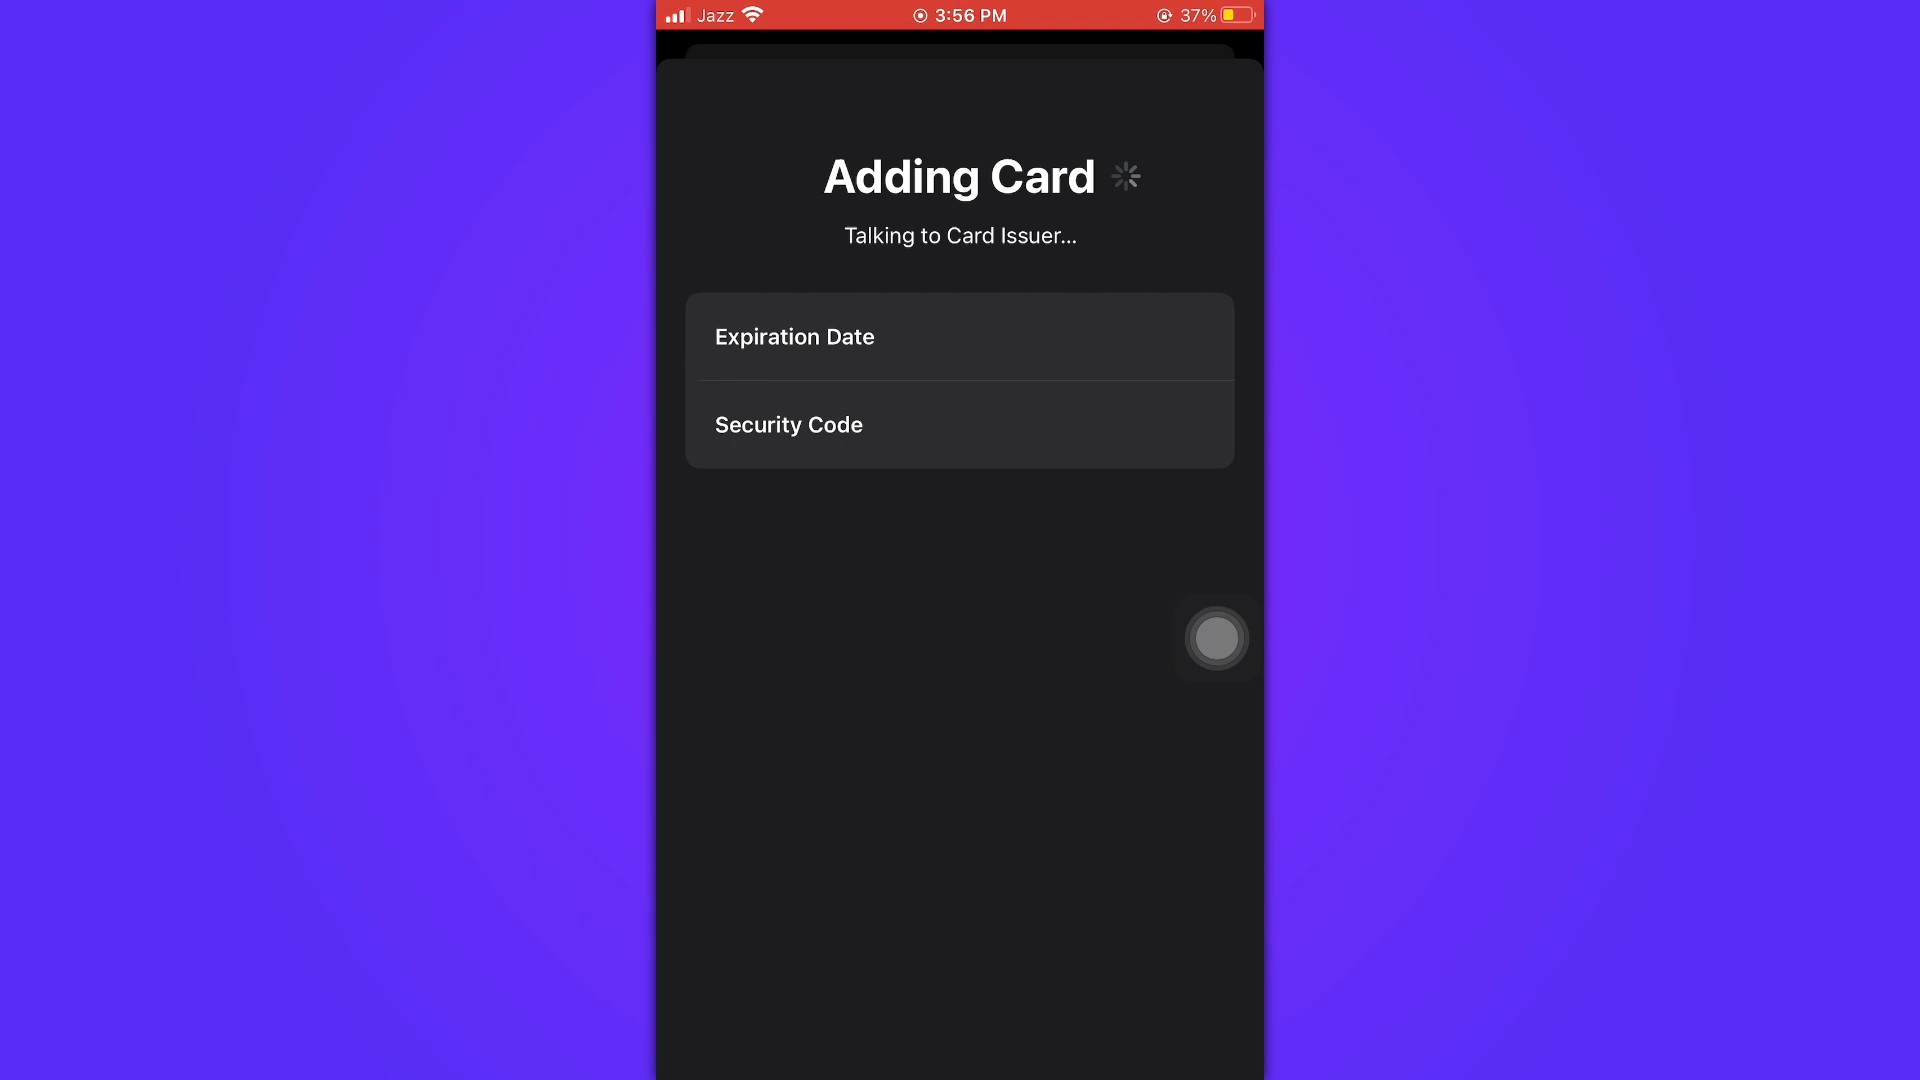 Jazz 3:56 PM 37%
Adding Card
Talking to Card Issuer...
Expiration Date
Security Code